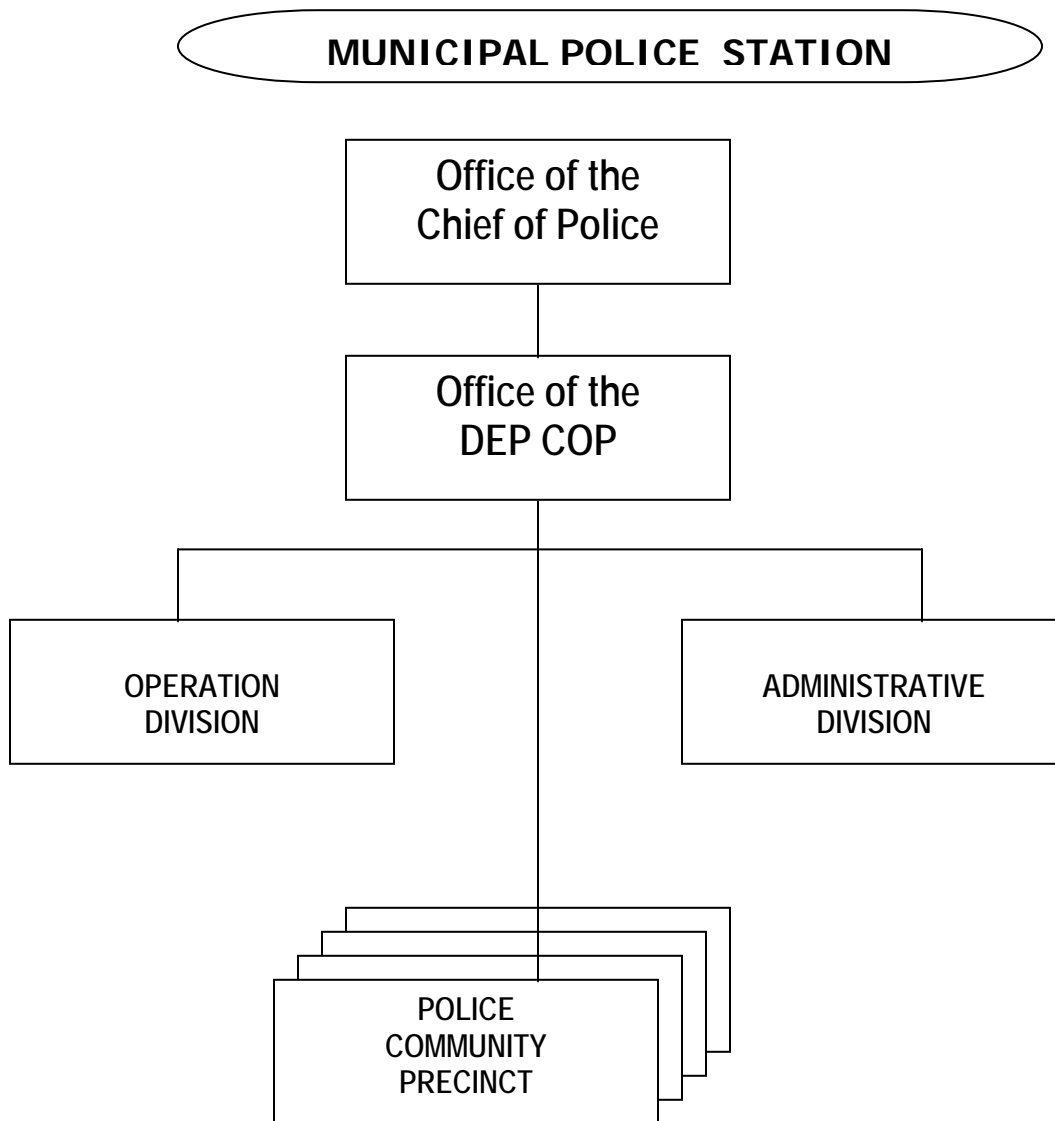 MUNICIPAL POLICE STATION
Office of the
Chief of Police
Office of the
DEP COP
OPERATION
DIVISION
ADMINISTRATIVE
DIVISION
POLICE
COMMUNITY
PRECINCT